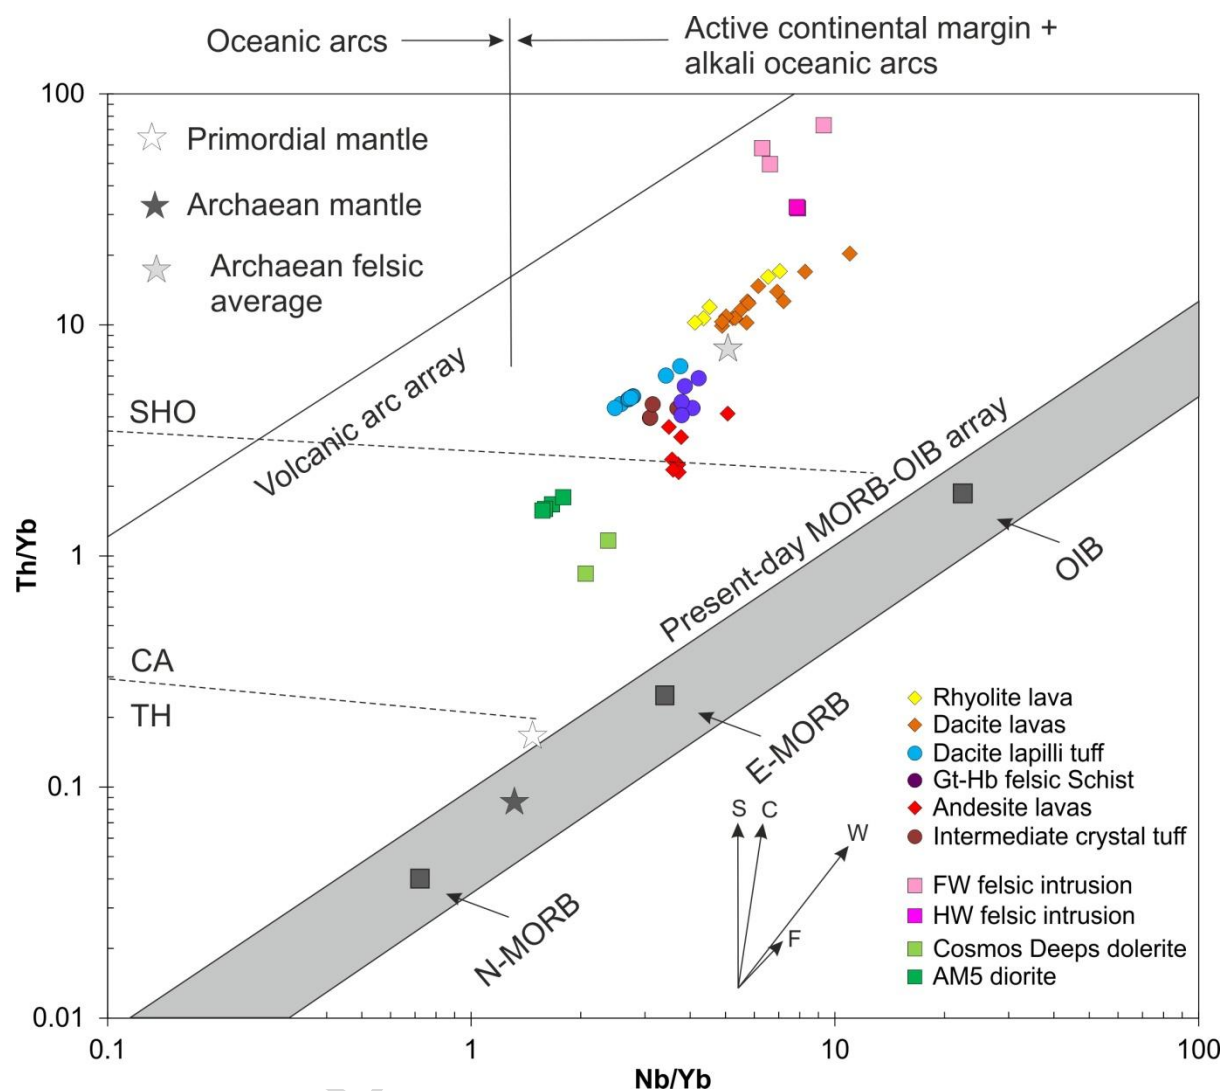 Oceanic arcs
Active continental margin +
alkali oceanic arcs
100
Primordial mantle
Archaean mantle
Archaean felsic
average
10
Volcanic arc array
SHO
Present-day MORB-OIB array
OIB
1
Th/Yb
CA
TH
E-MORB
N-MORB
0.1
S
C
W
F
Rhyolite lava
Dacite lavas
Dacite lapilli tuff
Gt-Hb felsic Schist
Andesite lavas
Intermediate crystal tuff
FW felsic intrusion
HW felsic intrusion
Cosmos Deeps dolerite
AM5 diorite
0.01
0.1
1
10
100
Nb/Yb